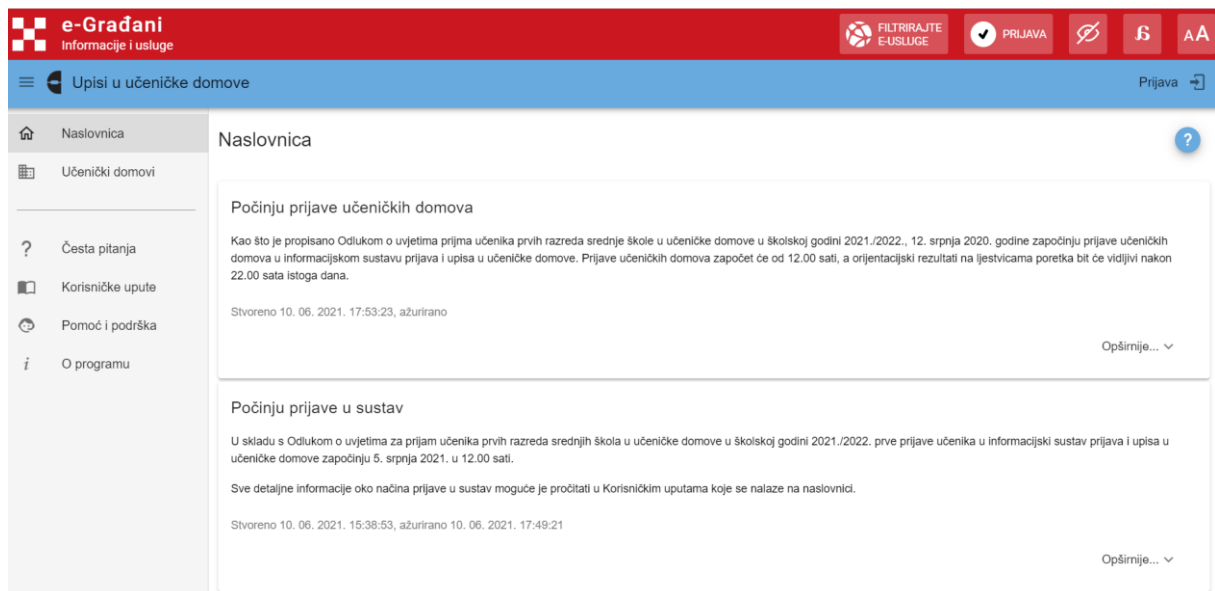 e-Građani
Informacije i usluge
FILTRIRAJTE
E-USLUGE
PRIJAVA
AA
Upisi u učeničke domove
Prijava
Naslovnica
Učenički domovi
Česta pitanja
Korisničke upute
Pomoć i podrška
O programu
Naslovnica
Počinju prijave učeničkih domova
Kao što je propisano Odlukom o uvjetima prijma učenika prvih razreda srednje škole u učeničke domove u školskoj godini 2021./2022., 12. srpnja 2020. godine započinju prijave učeničkih
domova u informacijskom sustavu prijava i upisa u učeničke domove. Prijave učeničkih domova započet će od 12.00 sati, a orijentacijski rezultati na ljestvicama poretka bit će vidljivi nakon
22.00 sata istoga dana.
Stvoreno 10. 06. 2021. 17:53:23, ažurirano
Opširnije...
Počinju prijave u sustav
U skladu s Odlukom o uvjetima za prijam učenika prvih razreda srednjih škola u učeničke domove u školskoj godini 2021./2022. prve prijave učenika u informacijski sustav prijava i upisa u
učeničke domove započinju 5. srpnja 2021. u 12.00 sati.
Sve detaljne informacije oko načina prijave u sustav moguće je pročitati u Korisničkim uputama koje se nalaze na naslovnici.
Stvoreno 10. 06. 2021. 15:38:53, ažurirano 10. 06. 2021. 17:49:21
Opširnije...